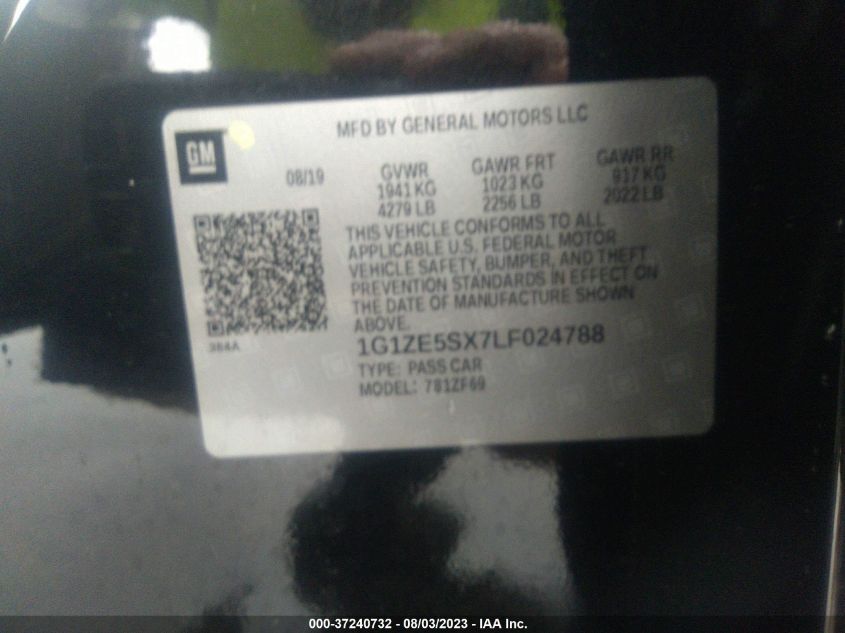 MFD BY GENERAL MOTORS LLC
GM
08/19
GVWR
1941 KG
4279 LB
GAWR FRT
1023 KG
2256 LB
GAWR RR
917 KG
2022 LB
THIS VEHICLE CONFORMS TO ALL
APPLICABLE U.S. FEDERAL MOTOR
VEHICLE SAFETY, BUMPER, AND THEFT
PREVENTION STANDARDS IN EFFECT ON
THE DATE OF MANUFACTURE SHOWN
ABOVE.
384A
1G1ZE5SX7LF024788
TYPE: PASS CAR
MODEL: 781ZF69
000-37240732 - 08/03/2023 - IAA Inc.